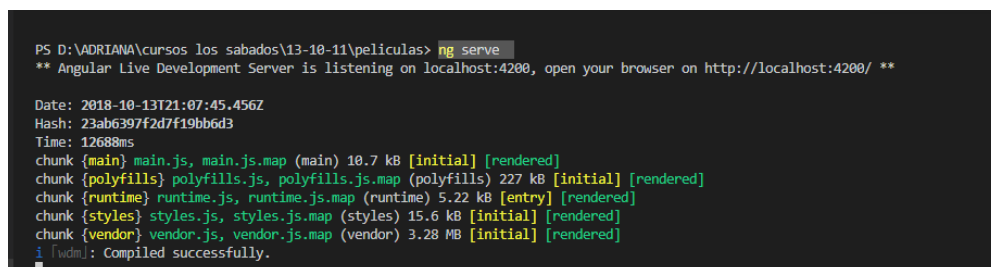 PS D:\ADRIANA\cursos los sabados\13-10-11\peliculas> ng serve
** Angular Live Development Server is listening on localhost:4200, open your browser on http://localhost:4200/ **
Date: 2018-10-13T21:07:45.456Z
Hash: 23ab6397f2d7f19bb6d3
Time: 12688ms
chunk {main} main.js, main.js.map (main) 10.7 kB [initial] [rendered]
chunk {polyfills} polyfills.js, polyfills.js.map (polyfills) 227 kB [initial] [rendered]
chunk {runtime} runtime.js, runtime.js.map (runtime) 5.22 kB [entry] [rendered]
chunk {styles} styles.js, styles.js.map (styles) 15.6 kB [initial] [rendered]
chunk {vendor} vendor.js, vendor.js.map (vendor) 3.28 MB [initial] [rendered]
i ｢wdm｣: Compiled successfully.